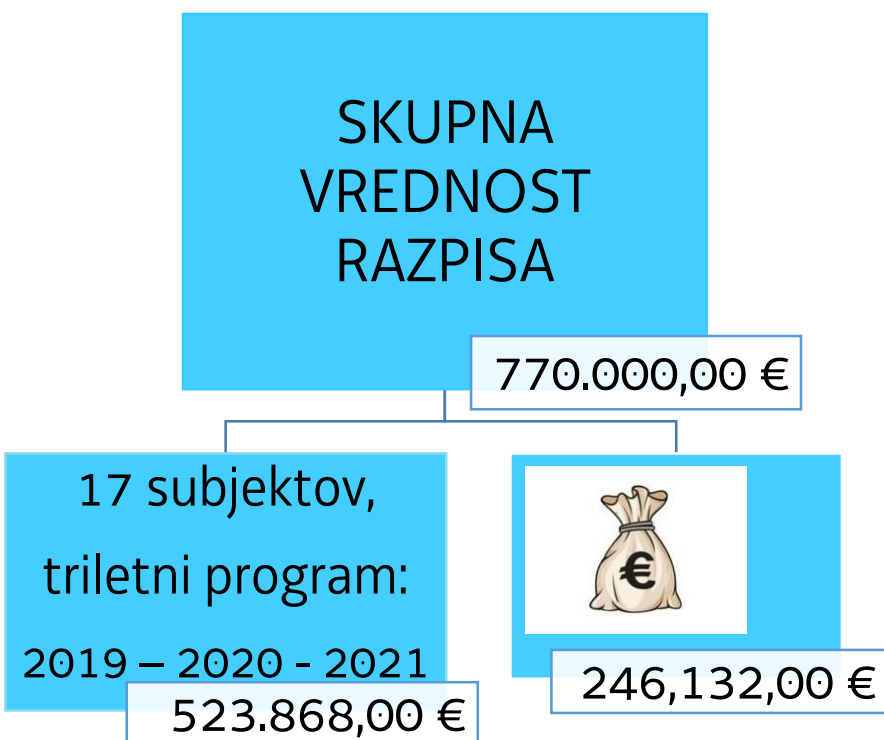 SKUPNA
VREDNOST
RAZPISA
770.000,00 €
17 subjektov,
triletni program:
2019 – 2020 - 2021
523.868,00 €
€
246,132,00 €